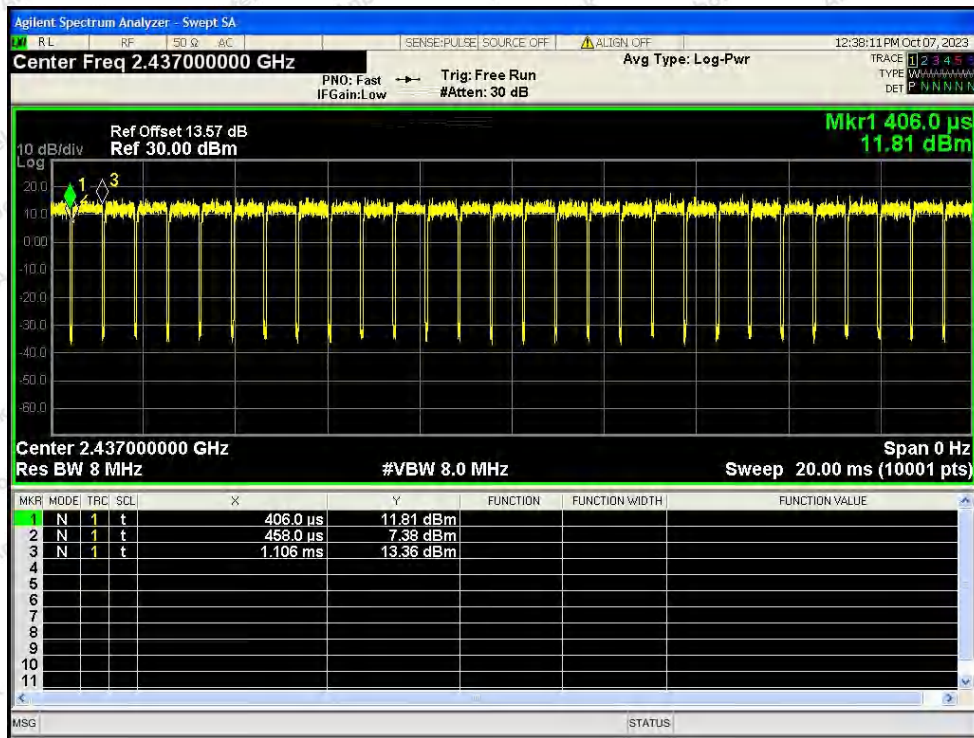 Agilent Spectrum Analyzer - Swept SA
RL RF 50 Ω AC SENSE:PULSE SOURCE OFF ALIGN OFF 12:38:11 PM Oct 07, 2023
Center Freq 2.437000000 GHz
PNO: Fast
IFGain:Low
Trig: Free Run
#Atten: 30 dB
Avg Type: Log-Pwr
TRACE 1 2 3 4 5 6
TYPE W
DET P N N N N N
Mkr1 406.0 µs
11.81 dBm
Ref Offset 13.57 dB
10 dB/div Ref 30.00 dBm
Log
20.0
10.0
0.00
-10.0
-20.0
-30.0
-40.0
-50.0
-60.0
1
3
Center 2.437000000 GHz Span 0 Hz
Res BW 8 MHz #VBW 8.0 MHz Sweep 20.00 ms (10001 pts)
MKR MODE TRC SCL X Y FUNCTION FUNCTION WIDTH FUNCTION VALUE
1 N 1 t 406.0 µs 11.81 dBm
2 N 1 t 458.0 µs 7.38 dBm
3 N 1 t 1.106 ms 13.36 dBm
4
5
6
7
8
9
10
11
MSG STATUS